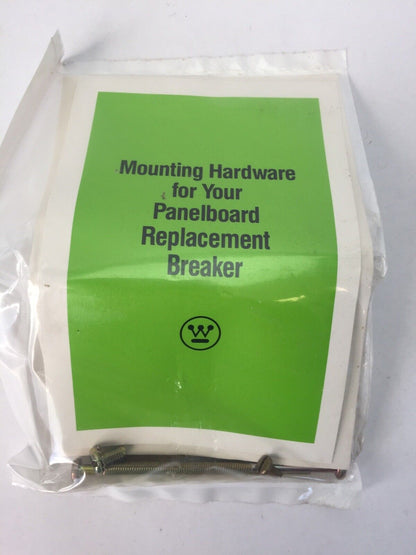 Mounting Hardware
for Your
Panelboard
Replacement
Breaker